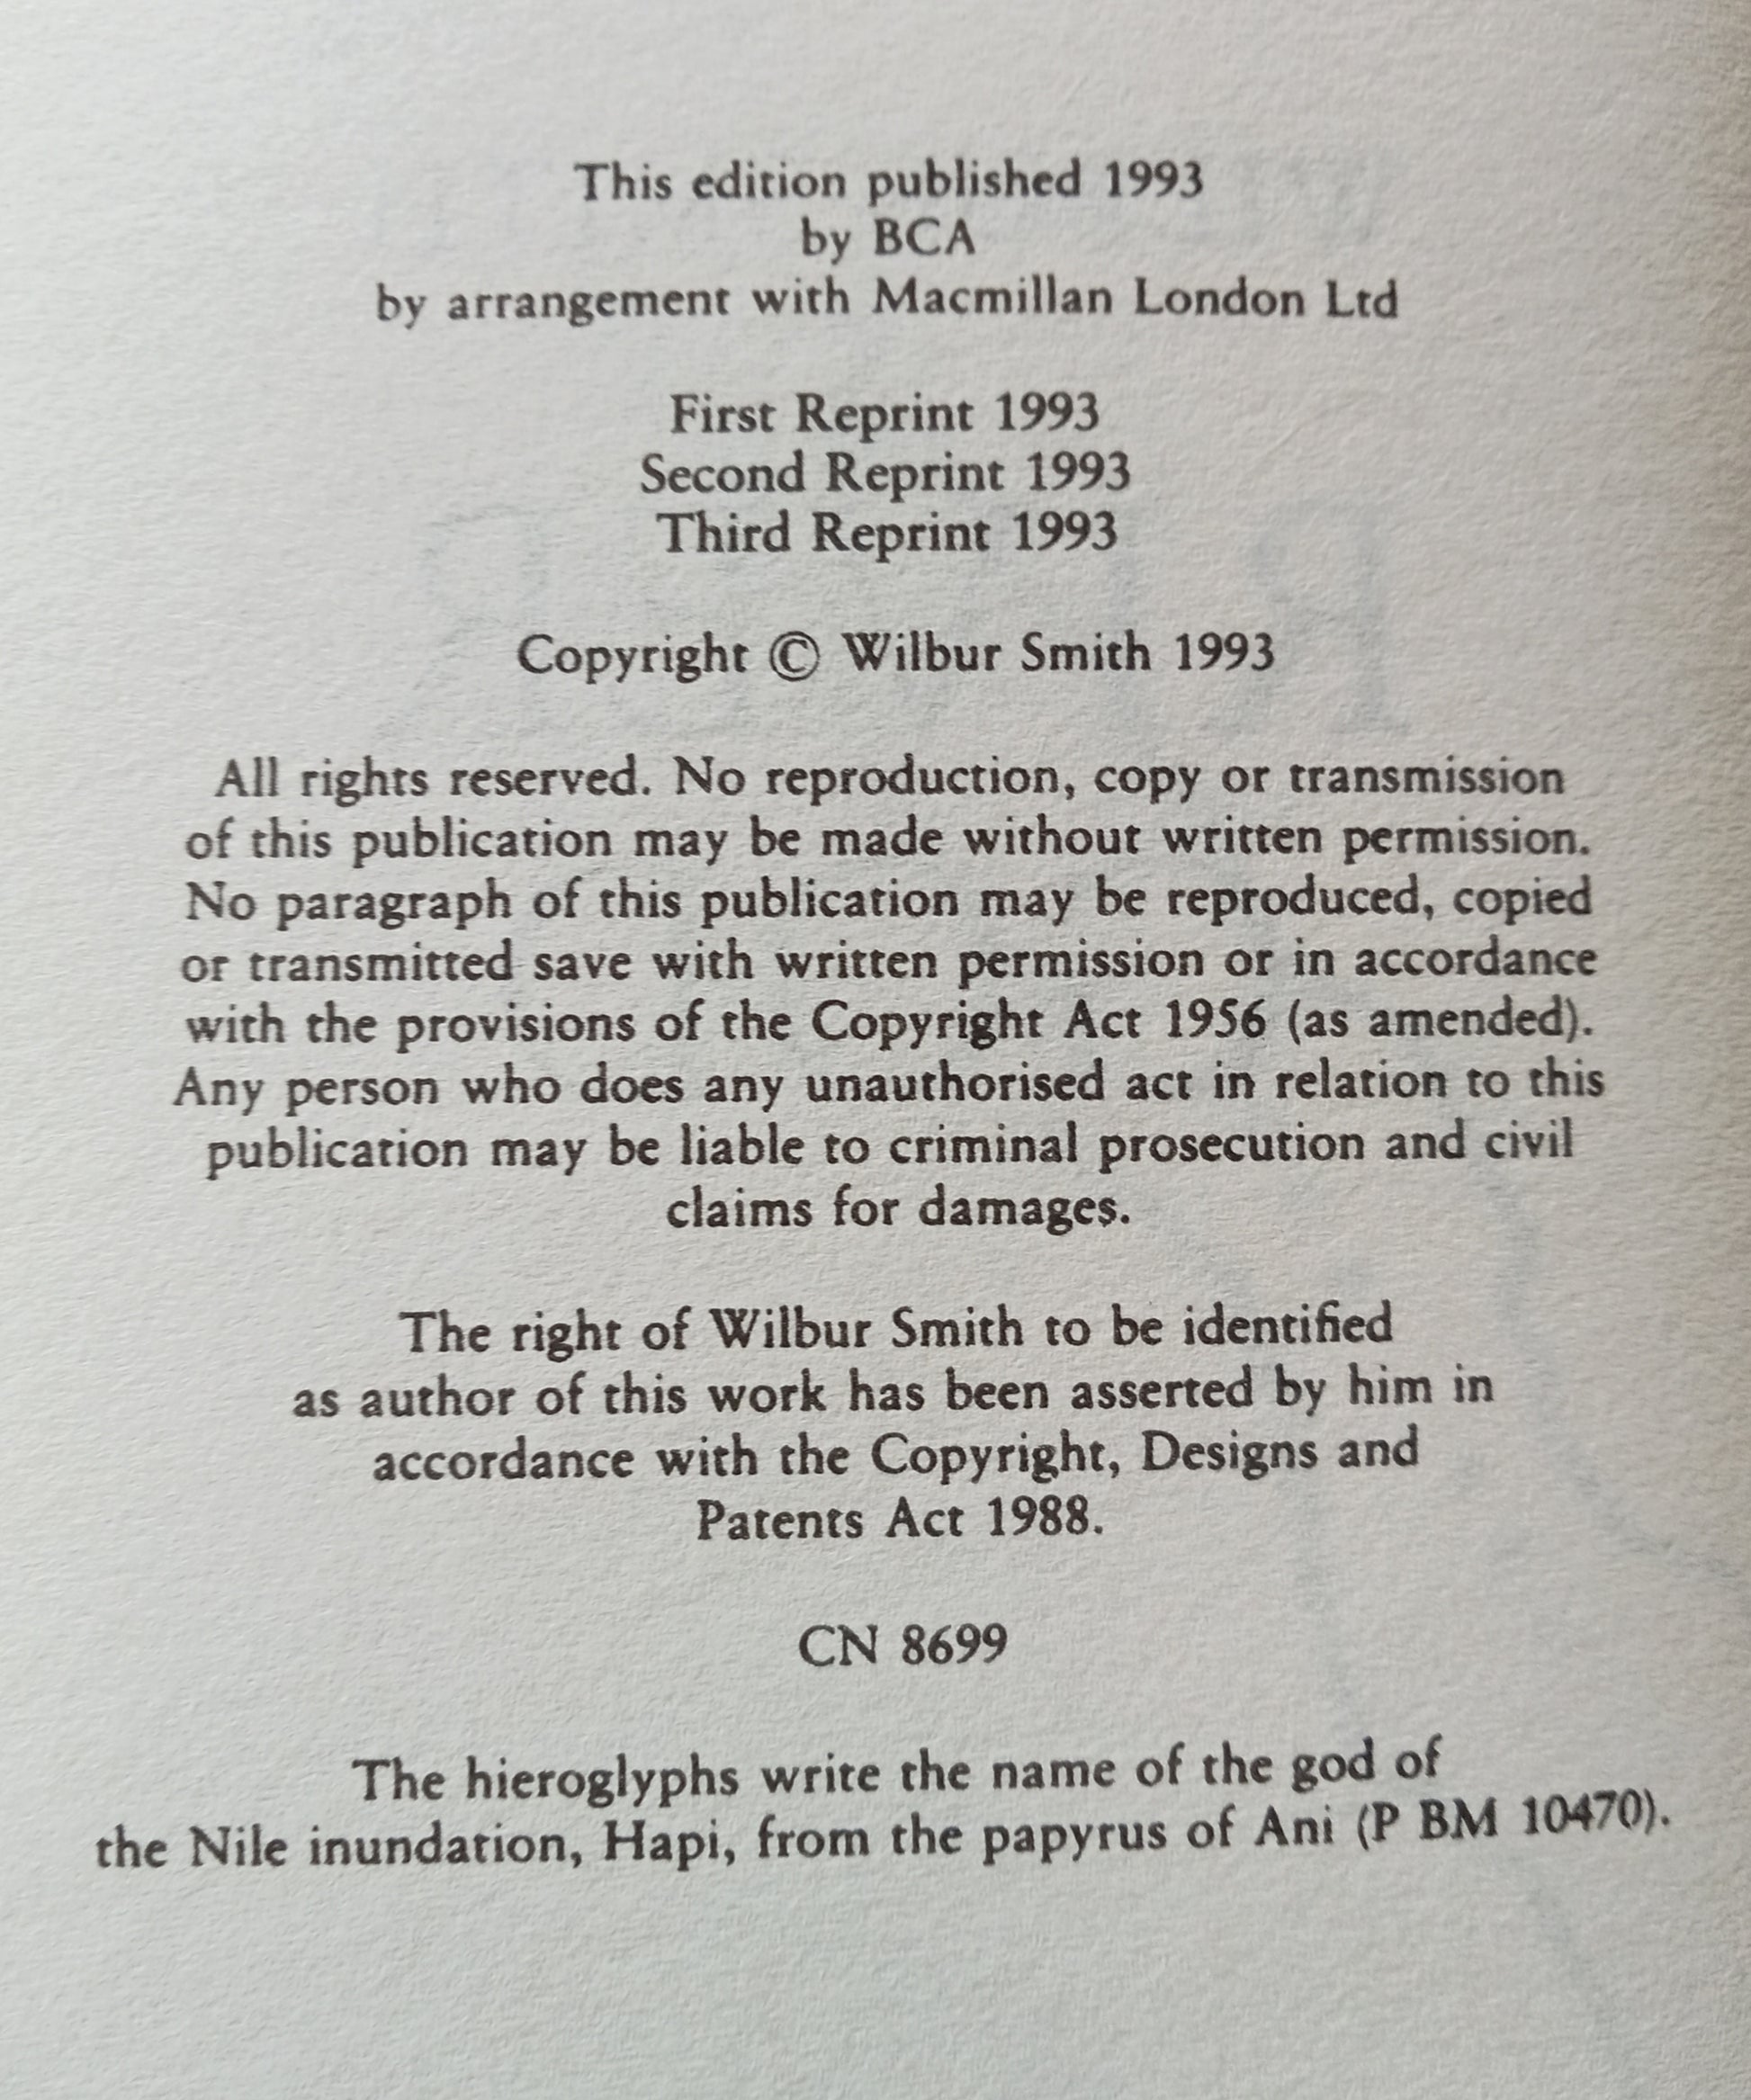 This edition published 1993
by BCA
by arrangement with Macmillan London Ltd
First Reprint 1993
Second Reprint 1993
Third Reprint 1993
Copyright © Wilbur Smith 1993
All rights reserved. No reproduction, copy or transmission
of this publication may be made without written permission.
No paragraph of this publication may be reproduced, copied
or transmitted save with written permission or in accordance
with the provisions of the Copyright Act 1956 (as amended).
Any person who does any unauthorised act in relation to this
publication may be liable to criminal prosecution and civil
claims for damages.
The right of Wilbur Smith to be identified
as author of this work has been asserted by him in
accordance with the Copyright, Designs and
Patents Act 1988.
CN 8699
The hieroglyphs write the name of the god of
the Nile inundation, Hapi, from the papyrus of Ani (P BM 10470).